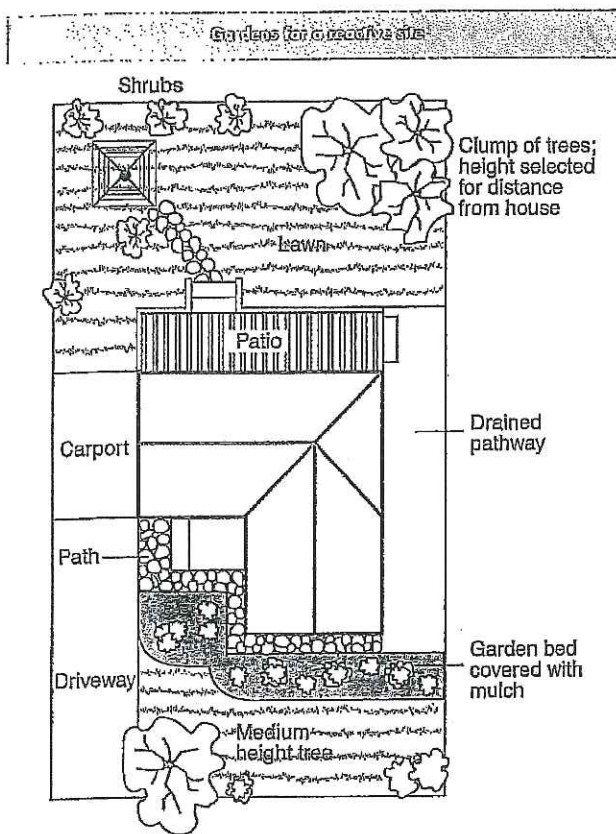 Gardens for a reactive site
Shrubs
Clump of trees;
height selected
for distance
from house
Lawn
Patio
Carport
Drained
pathway
Path
Garden bed
covered with
mulch
Driveway
Medium
height tree